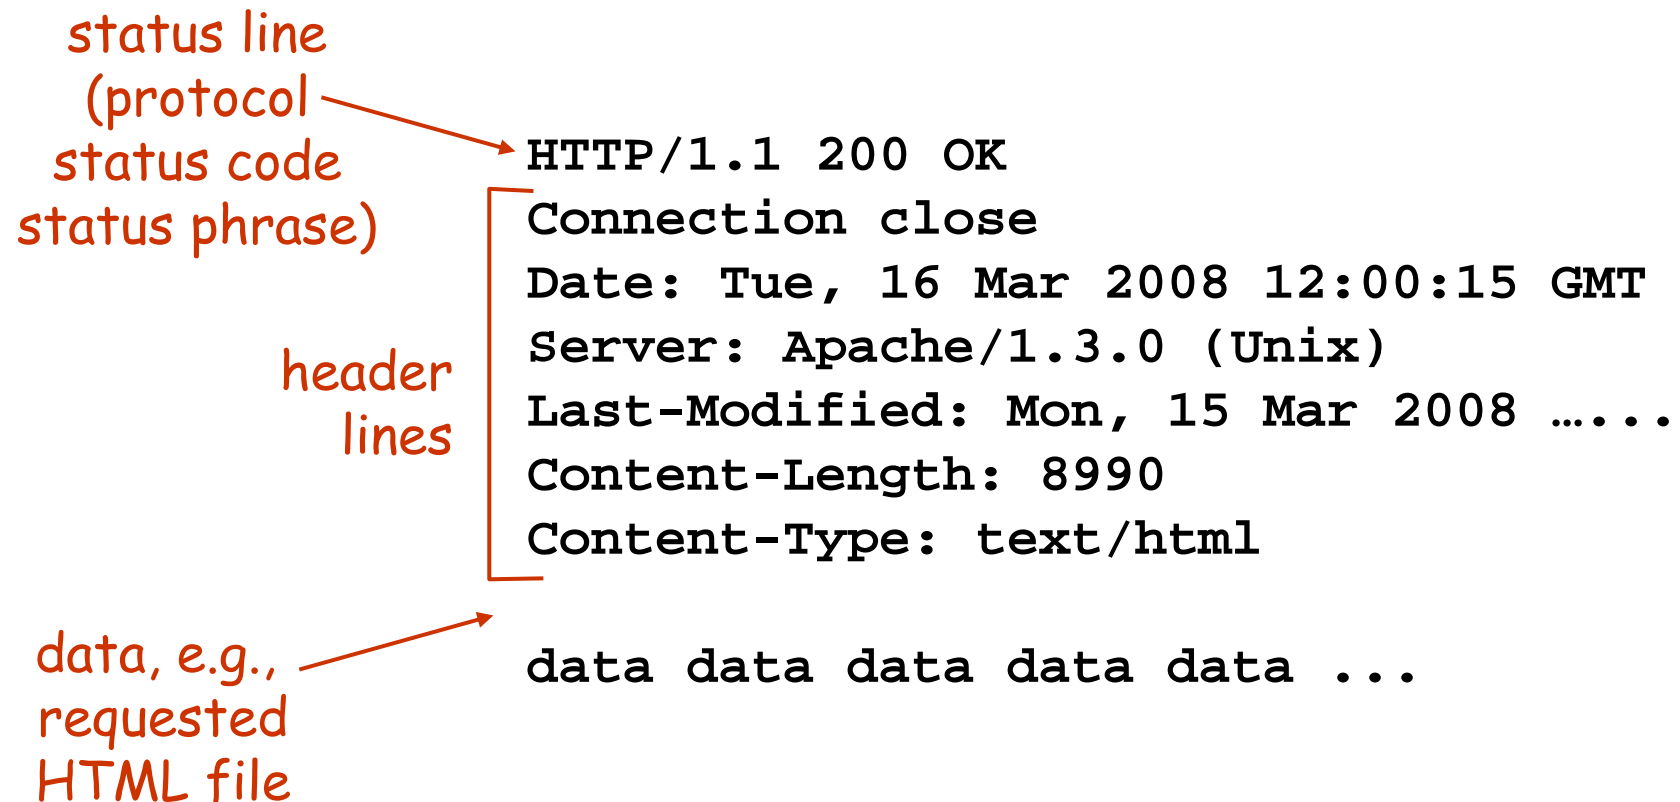 status line
(protocol
status code
status phrase)
HTTP/1.1 200 OK
Connection close
Date: Tue, 16 Mar 2008 12:00:15 GMT
Server: Apache/1.3.0 (Unix)
Last-Modified: Mon, 15 Mar 2008 …...
Content-Length: 8990
Content-Type: text/html
header
lines
data data data data data ...
data, e.g.,
requested
HTML file